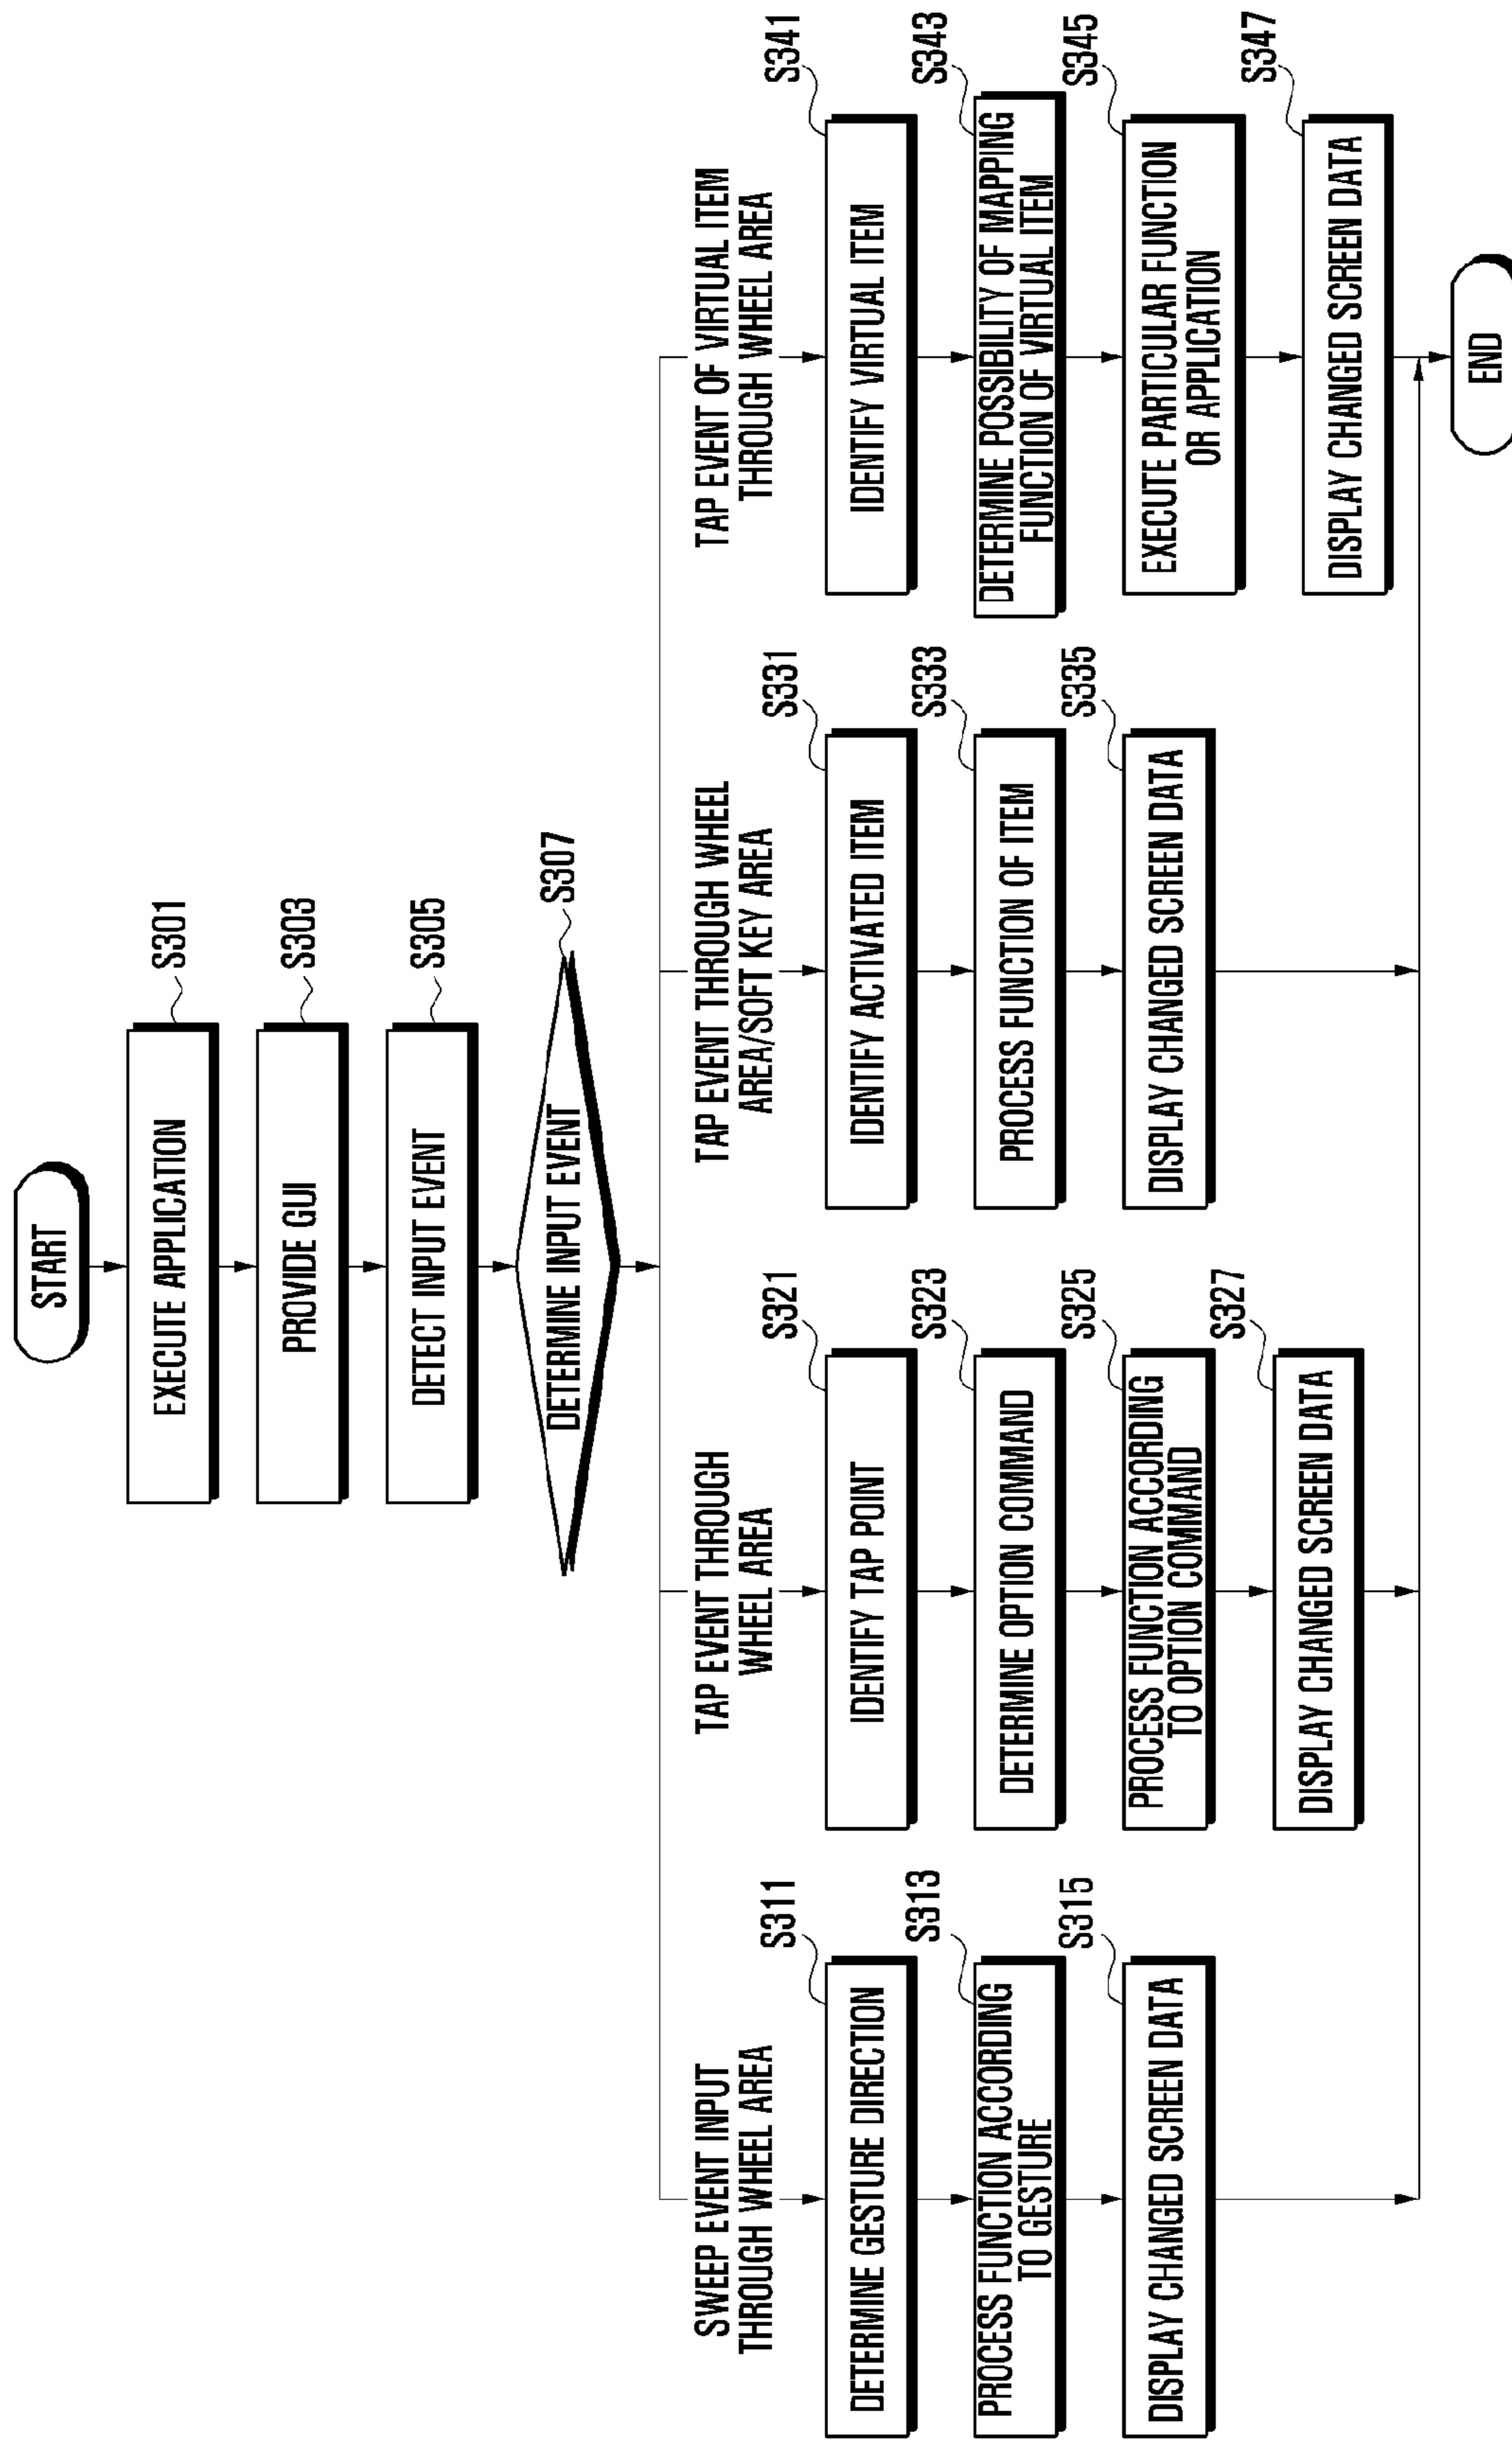 START
EXECUTE APPLICATION
S301
PROVIDE GUI
S303
DETECT INPUT EVENT
S305
DETERMINE INPUT EVENT
S307
SWEEP EVENT INPUT
THROUGH WHEEL AREA
DETERMINE GESTURE DIRECTION
S311
PROCESS FUNCTION ACCORDING
TO GESTURE
S313
DISPLAY CHANGED SCREEN DATA
S315
TAP EVENT THROUGH
WHEEL AREA
IDENTIFY TAP POINT
S321
DETERMINE OPTION COMMAND
S323
PROCESS FUNCTION ACCORDING
TO OPTION COMMAND
S325
DISPLAY CHANGED SCREEN DATA
S327
TAP EVENT THROUGH WHEEL
AREA/SOFT KEY AREA
IDENTIFY ACTIVATED ITEM
S331
PROCESS FUNCTION OF ITEM
S333
DISPLAY CHANGED SCREEN DATA
S335
TAP EVENT OF VIRTUAL ITEM
THROUGH WHEEL AREA
IDENTIFY VIRTUAL ITEM
S341
DETERMINE POSSIBILITY OF MAPPING
FUNCTION OF VIRTUAL ITEM
S343
EXECUTE PARTICULAR FUNCTION
OR APPLICATION
S345
DISPLAY CHANGED SCREEN DATA
S347
END